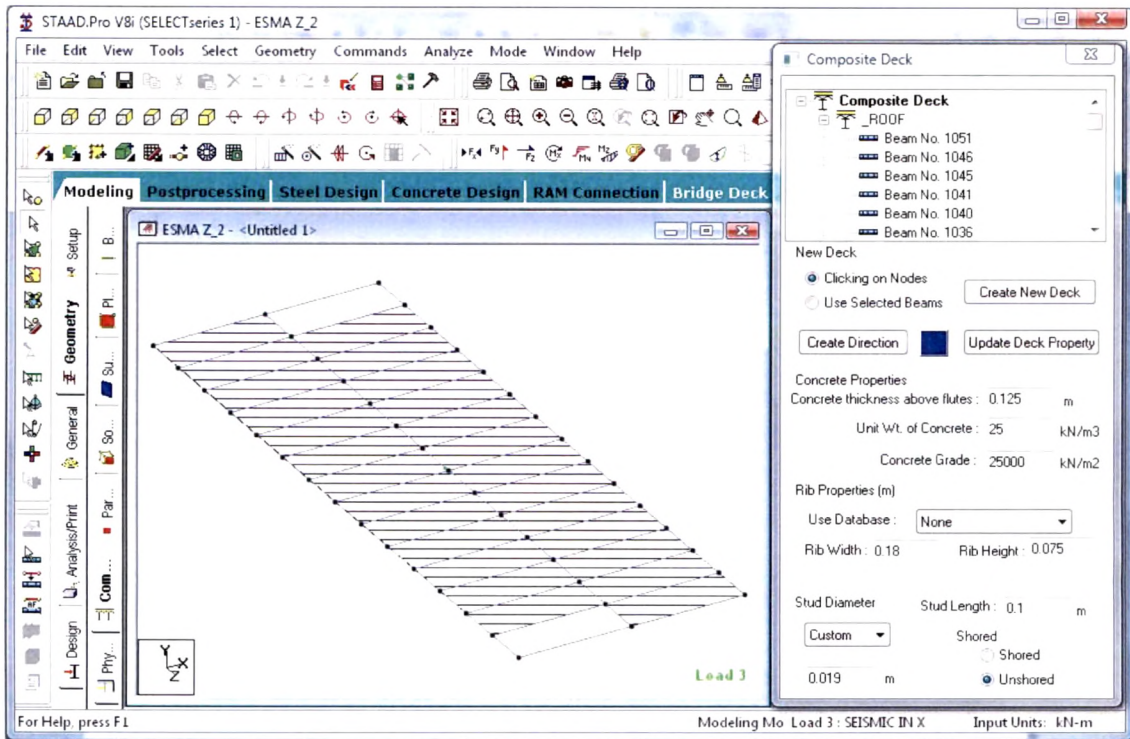 STAAD.Pro V8i (SELECTseries 1) - ESMA Z_2
File Edit View Tools Select Geometry Commands Analyze Mode Window Help
Modeling Postprocessing Steel Design Concrete Design RAM Connection Bridge Deck
Setup
Geometry
General
Analysis/Print
Design
B...
Pl...
Su...
So...
Par...
Com...
Phy...
ESMA Z_2 - <Untitled 1>
Y
X
Z
Load 3
Composite Deck
Composite Deck
_ROOF
Beam No. 1051
Beam No. 1046
Beam No. 1045
Beam No. 1041
Beam No. 1040
Beam No. 1036
New Deck
Clicking on Nodes
Use Selected Beams
Create New Deck
Create Direction
Update Deck Property
Concrete Properties
Concrete thickness above flutes : 0.125 m
Unit Wt. of Concrete : 25 kN/m3
Concrete Grade : 25000 kN/m2
Rib Properties (m)
Use Database : None
Rib Width : 0.18 Rib Height : 0.075
Stud Diameter Stud Length : 0.1 m
Custom Shored
Shored
0.019 m Unshored
For Help, press F1 Modeling Mo Load 3 : SEISMIC IN X Input Units: kN-m